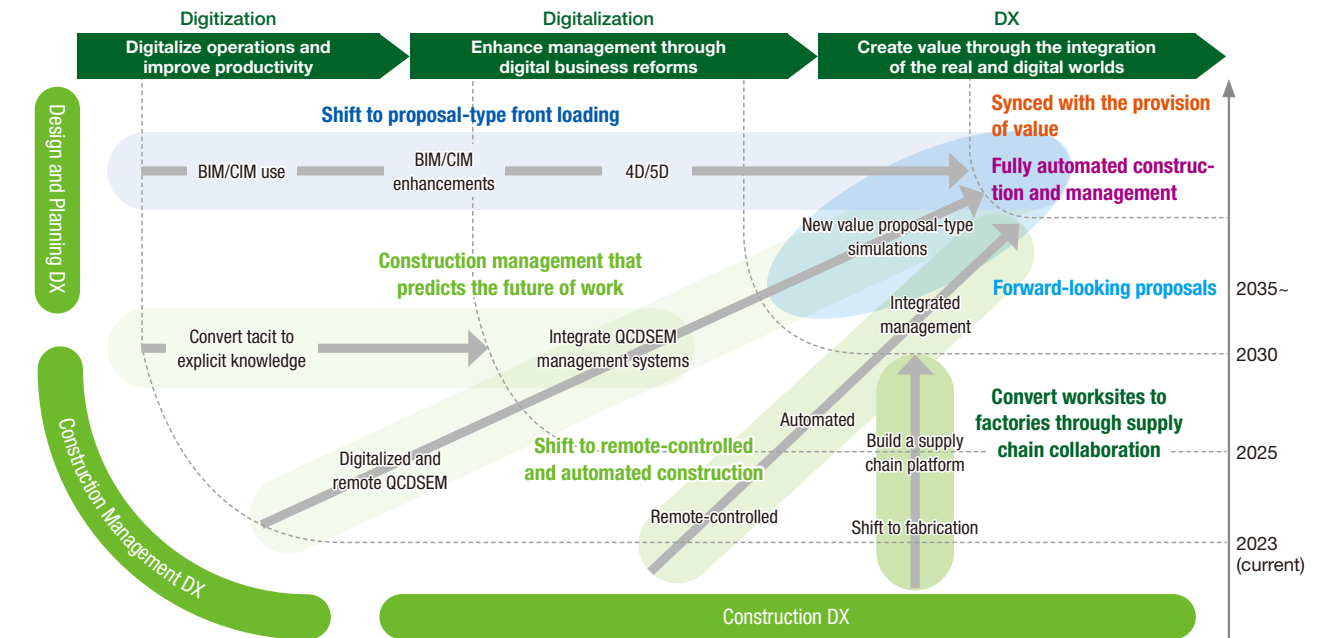 Digitization
Digitalization
DX
Digitalize operations and
improve productivity
Enhance management through
digital business reforms
Create value through the integration
of the real and digital worlds
Design and Planning DX
Shift to proposal-type front loading
Synced with the provision
of value
BIM/CIM use
BIM/CIM
enhancements
4D/5D
Fully automated construc-
tion and management
New value proposal-type
simulations
Construction management that
predicts the future of work
Forward-looking proposals
2035~
Integrated
management
Convert tacit to
explicit knowledge
Integrate QCDSEM
management systems
2030
Construction Management DX
Convert worksites to
factories through supply
chain collaboration
Automated
Build a supply
chain platform
2025
Shift to remote-controlled
and automated construction
Digitalized and
remote QCDSEM
Remote-controlled
Shift to fabrication
2023
(current)
Construction DX